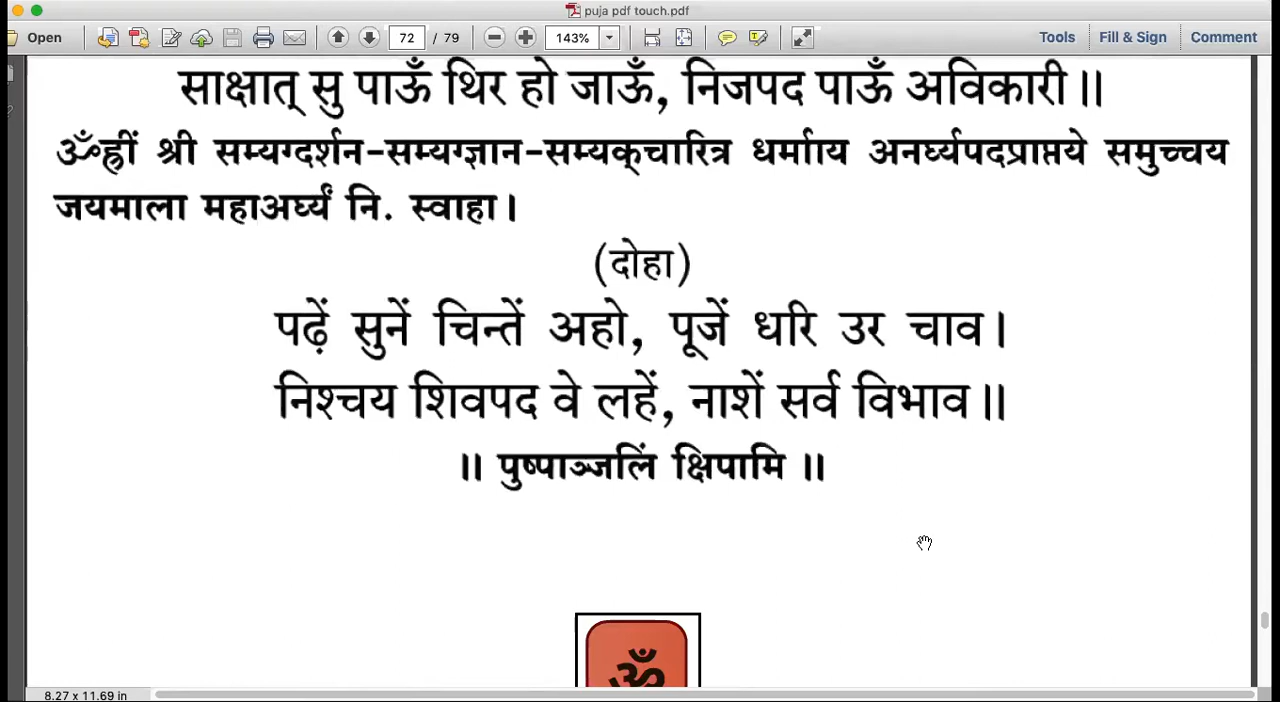 puja pdf touch.pdf
Open 72 / 79 143% Tools Fill & Sign Comment
साक्षात् सु पाऊँ थिर हो जाऊँ, निजपद पाऊँ अविकारी॥
ॐह्रीं श्री सम्यग्दर्शन-सम्यग्ज्ञान-सम्यक्चारित्र धर्माय अनर्घ्यपदप्राप्तये समुच्चय
जयमाला महाअर्घ्यं नि. स्वाहा।
(दोहा)
पढ़ें सुनें चिन्तें अहो, पूजें धरि उर चाव।
निश्चय शिवपद वे लहें, नाशें सर्व विभाव॥
॥ पुष्पाञ्जलिं क्षिपामि ॥
ॐ
8.27 x 11.69 in